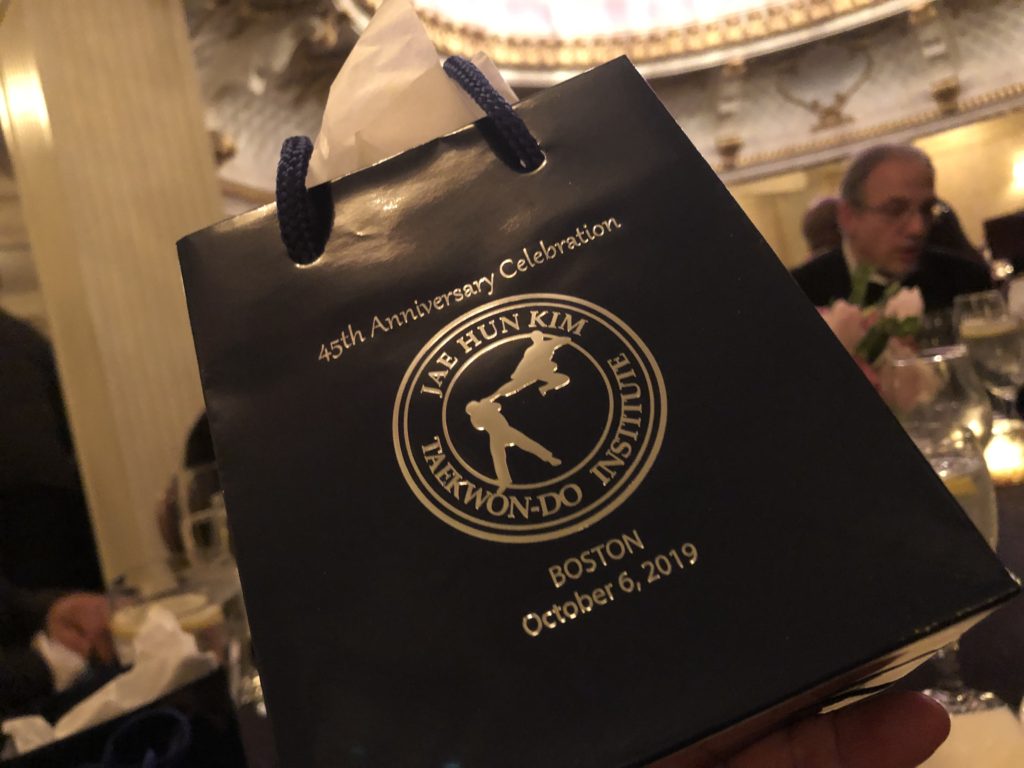 45th Anniversary Celebration
JAE HUN KIM
TAEKWON-DO INSTITUTE
BOSTON
October 6, 2019